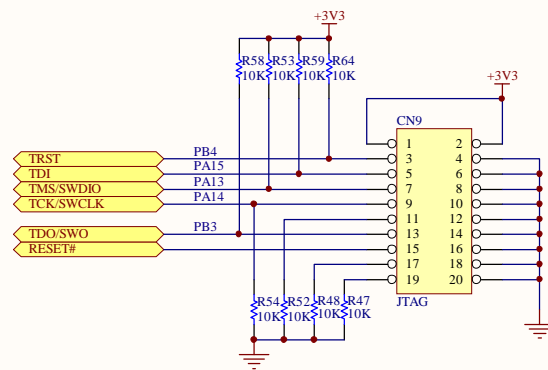 +3V3
R58 R53 R59 R64
10K 10K 10K 10K
+3V3
CN9
1 2
TRST PB4 3 4
TDI PA15 5 6
TMS/SWDIO PA13 7 8
TCK/SWCLK PA14 9 10
11 12
TDO/SWO PB3 13 14
RESET# 15 16
17 18
19 20
R54 R52 R48 R47
10K 10K 10K 10K
JTAG